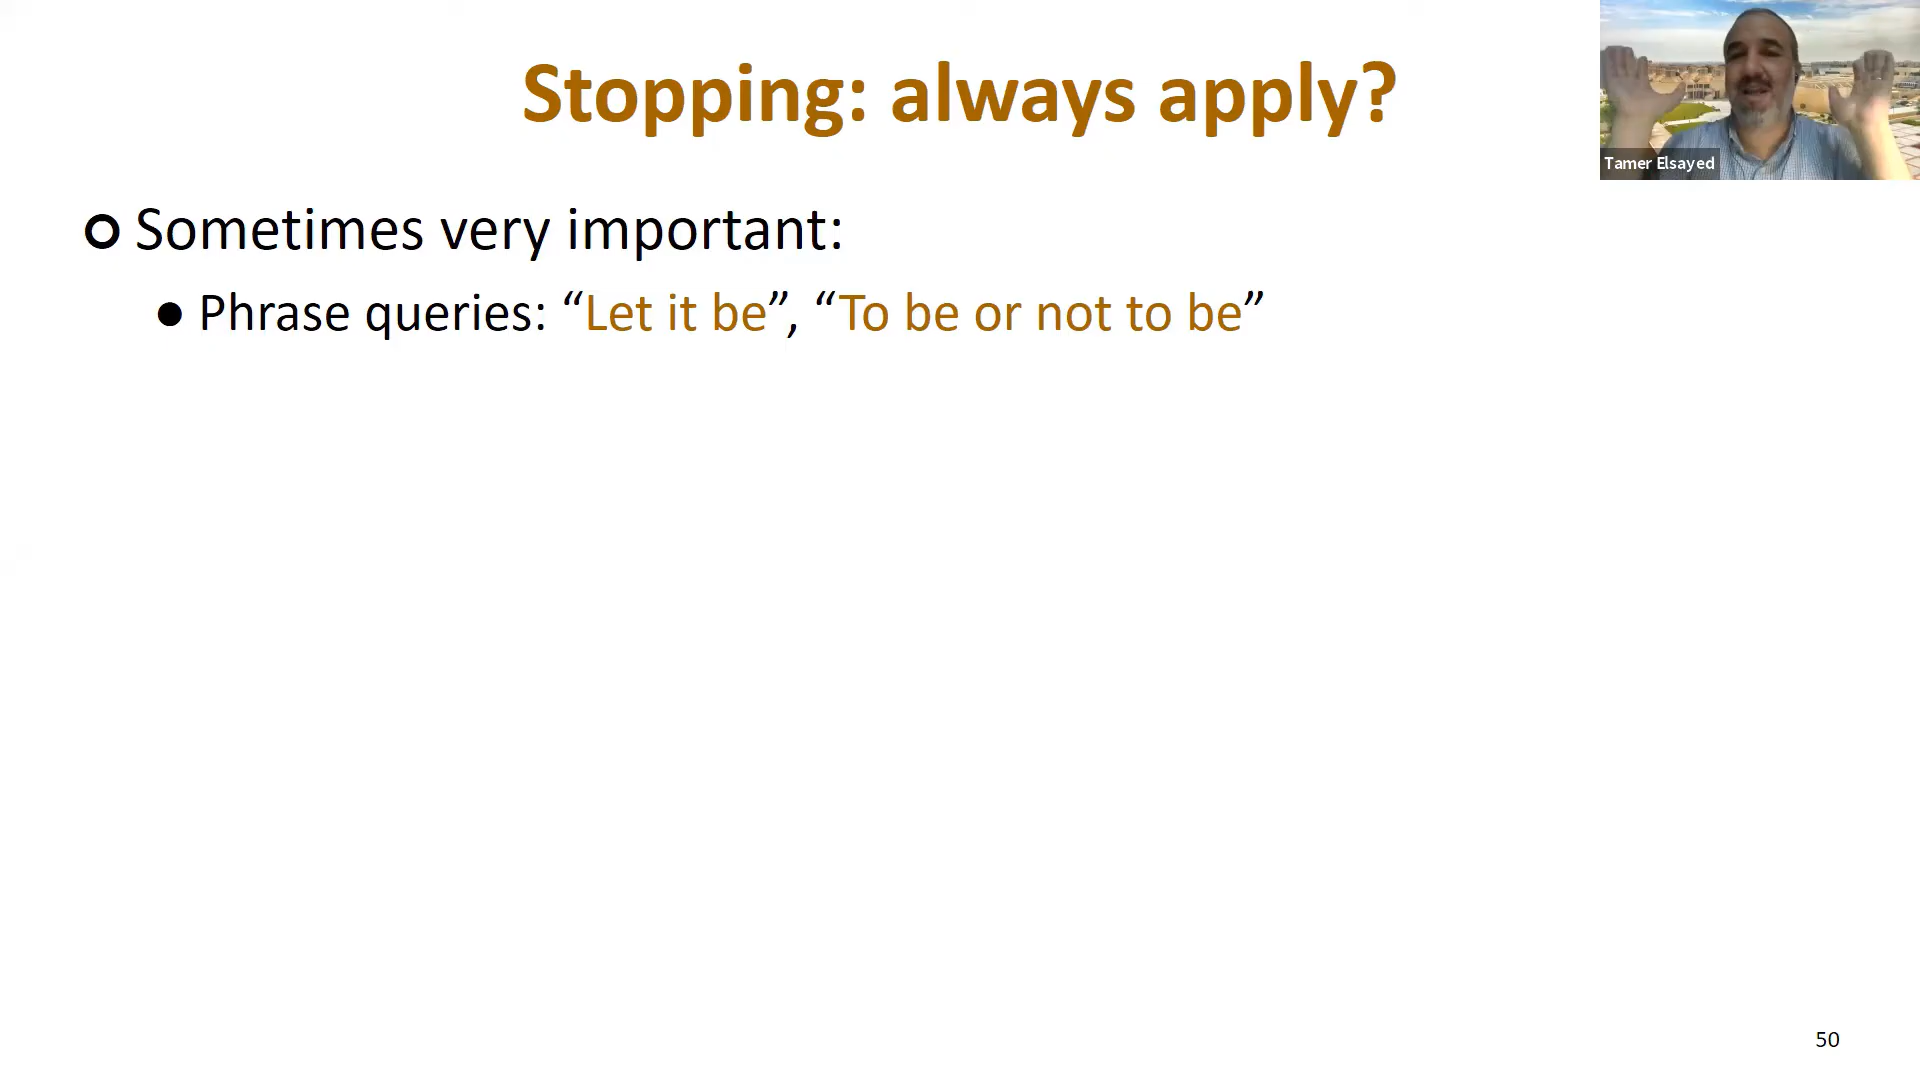 Stopping: always apply?
Tamer Elsayed
Sometimes very important:
Phrase queries: “Let it be”, “To be or not to be”
50